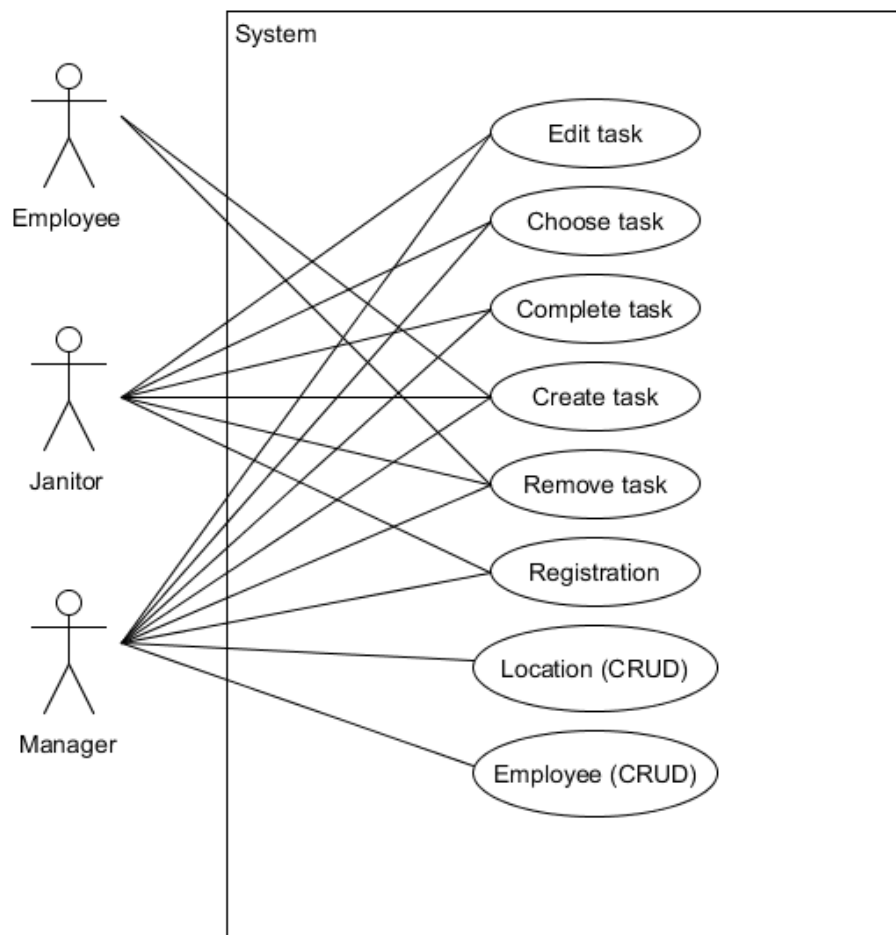 System
Employee
Janitor
Manager
Edit task
Choose task
Complete task
Create task
Remove task
Registration
Location (CRUD)
Employee (CRUD)